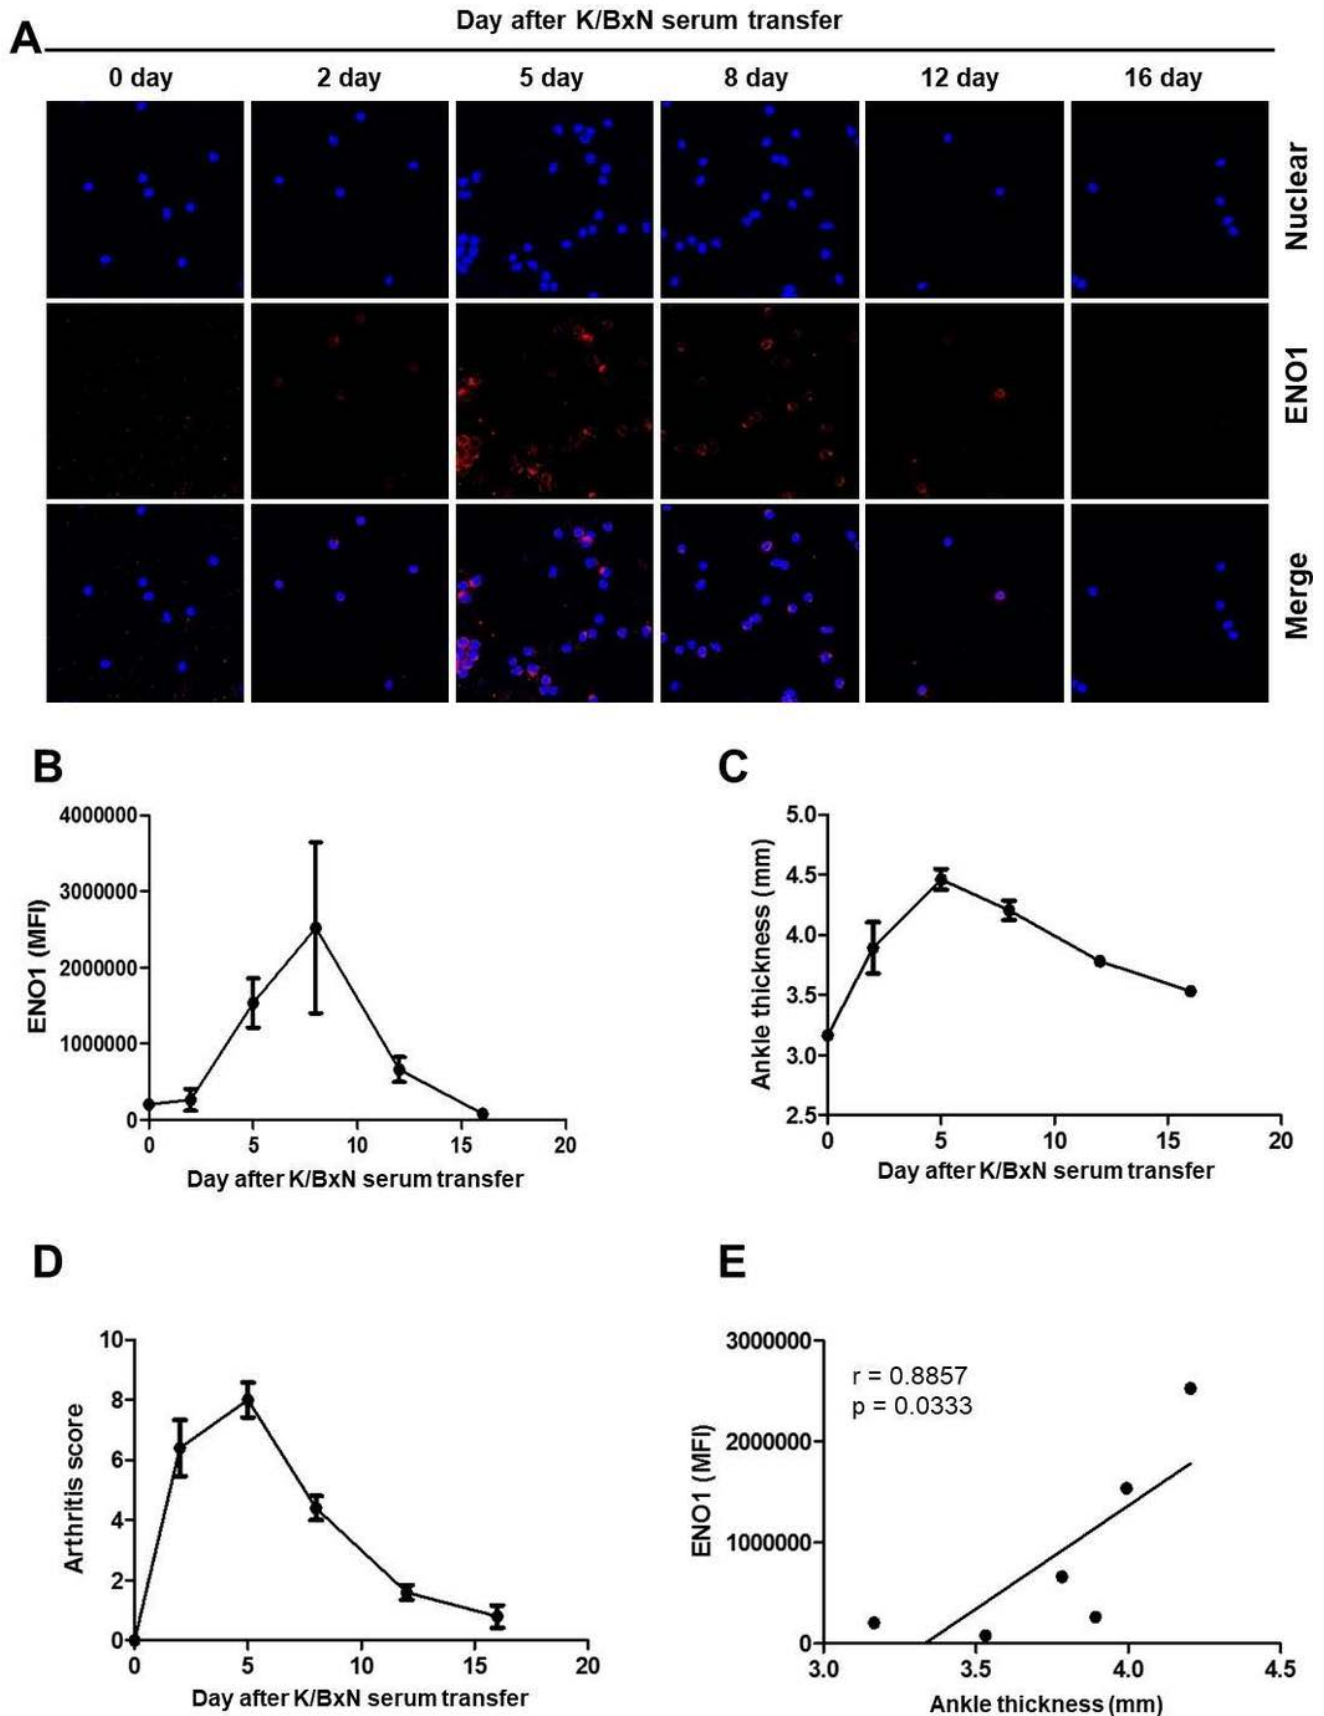 A
Day after K/BxN serum transfer
0 day 2 day 5 day 8 day 12 day 16 day
Nuclear
ENO1
Merge
B
4000000
3000000
2000000
1000000
0
ENO1 (MFI)
0 5 10 15 20
Day after K/BxN serum transfer
C
5.0
4.5
4.0
3.5
3.0
2.5
Ankle thickness (mm)
0 5 10 15 20
Day after K/BxN serum transfer
D
10
8
6
4
2
0
Arthritis score
0 5 10 15 20
Day after K/BxN serum transfer
E
3000000
2000000
1000000
0
ENO1 (MFI)
r = 0.8857
p = 0.0333
3.0 3.5 4.0 4.5
Ankle thickness (mm)